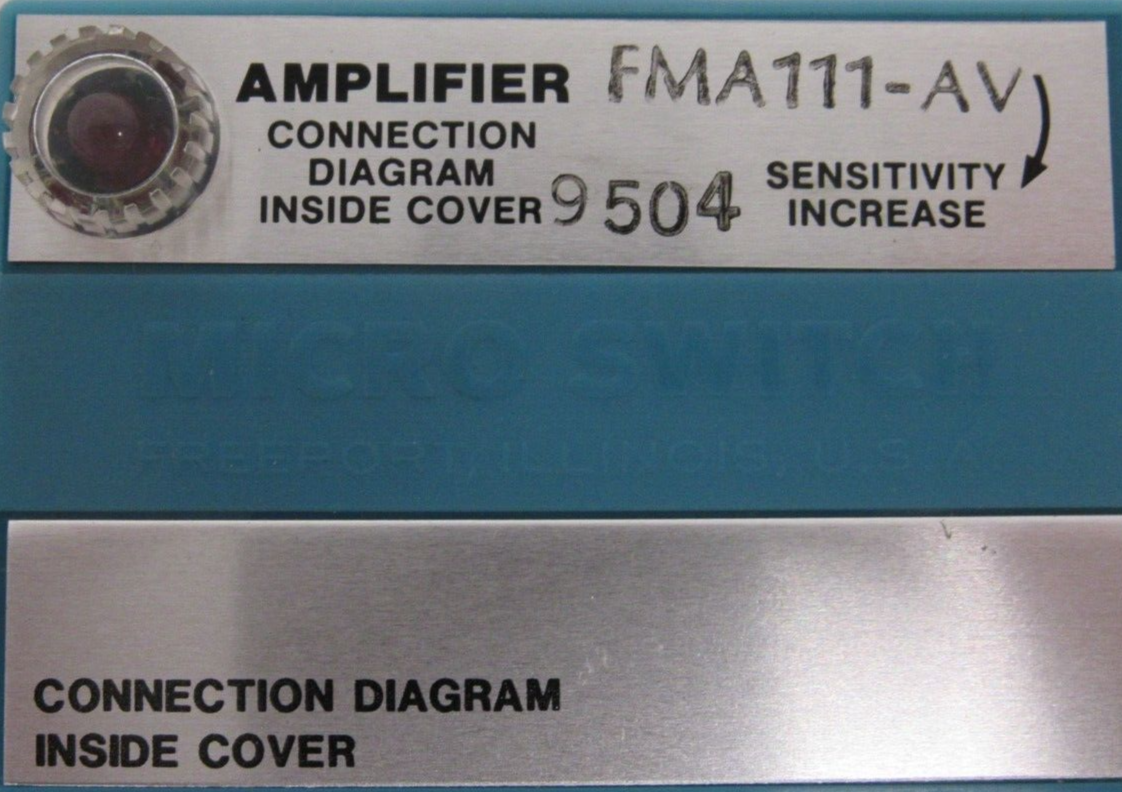 AMPLIFIER FMA111-AV
CONNECTION
DIAGRAM
INSIDE COVER 9504
SENSITIVITY
INCREASE
MICRO SWITCH
FREEPORT, ILLINOIS, U.S.A.
CONNECTION DIAGRAM
INSIDE COVER